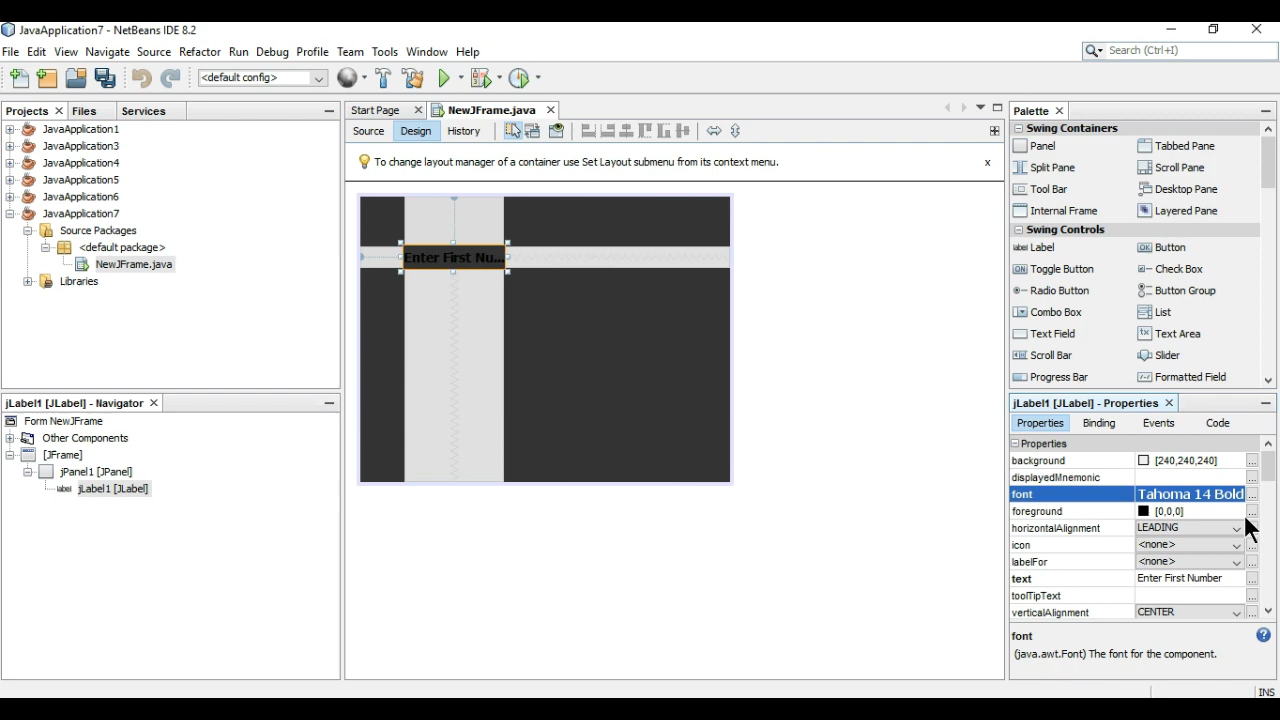 JavaApplication7 - NetBeans IDE 8.2
File Edit View Navigate Source Refactor Run Debug Profile Team Tools Window Help
Search (Ctrl+I)
<default config>
Projects Files Services
JavaApplication1
JavaApplication3
JavaApplication4
JavaApplication5
JavaApplication6
JavaApplication7
Source Packages
<default package>
NewJFrame.java
Libraries
jLabel1 [JLabel] - Navigator
Form NewJFrame
Other Components
[JFrame]
jPanel1 [JPanel]
label jLabel1 [JLabel]
Start Page NewJFrame.java
Source Design History
To change layout manager of a container use Set Layout submenu from its context menu.
x
Enter First Nu...
Palette
Swing Containers
Panel Tabbed Pane
Split Pane Scroll Pane
Tool Bar Desktop Pane
Internal Frame Layered Pane
Swing Controls
label Label OK Button
ON Toggle Button Check Box
Radio Button Button Group
Combo Box List
Text Field Text Area
Scroll Bar Slider
Progress Bar Formatted Field
jLabel1 [JLabel] - Properties
Properties Binding Events Code
Properties
background [240,240,240] ...
displayedMnemonic ...
font Tahoma 14 Bold ...
foreground [0,0,0] ...
horizontalAlignment LEADING
icon <none> ...
labelFor <none> ...
text Enter First Number ...
toolTipText ...
verticalAlignment CENTER ...
font
(java.awt.Font) The font for the component.
INS